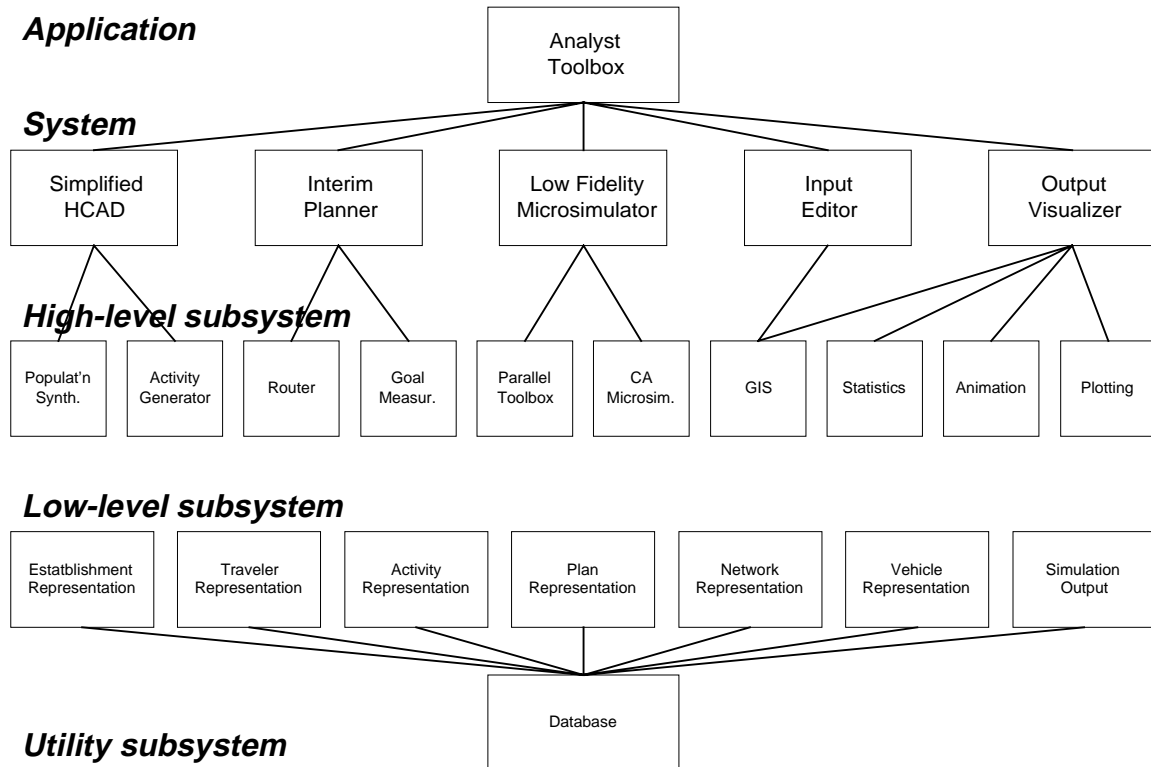 Application
Analyst
Toolbox
System
Simplified
HCAD
Interim
Planner
Low Fidelity
Microsimulator
Input
Editor
Output
Visualizer
High-level subsystem
Populat'n
Synth.
Activity
Generator
Router
Goal
Measur.
Parallel
Toolbox
CA
Microsim.
GIS
Statistics
Animation
Plotting
Low-level subsystem
Estatblishment
Representation
Traveler
Representation
Activity
Representation
Plan
Representation
Network
Representation
Vehicle
Representation
Simulation
Output
Database
Utility subsystem